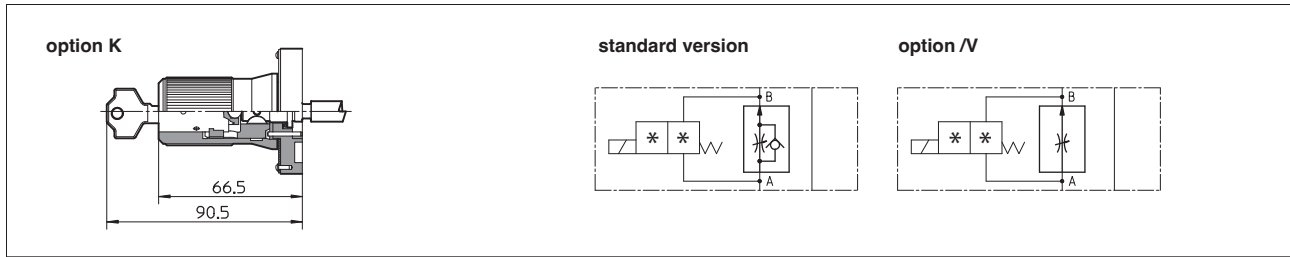 option K
standard version
option /V
66.5
90.5
* *
B
A
* *
B
A